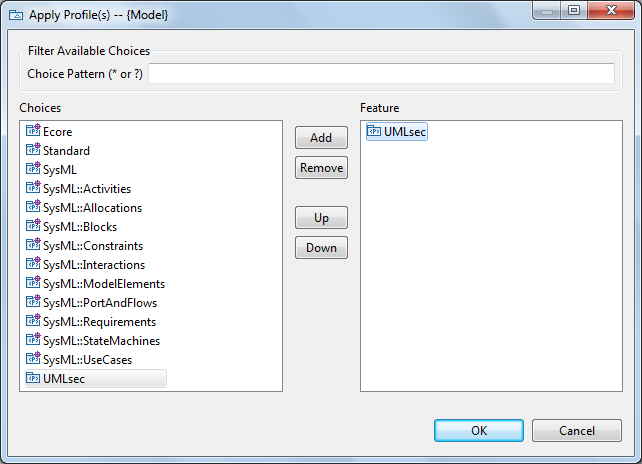 Apply Profile(s) -- {Model}
Filter Available Choices
Choice Pattern (* or ?)
Choices
Ecore
Standard
SysML
SysML::Activities
SysML::Allocations
SysML::Blocks
SysML::Constraints
SysML::Interactions
SysML::ModelElements
SysML::PortAndFlows
SysML::Requirements
SysML::StateMachines
SysML::UseCases
UMLsec
Add
Remove
Up
Down
Feature
UMLsec
OK
Cancel